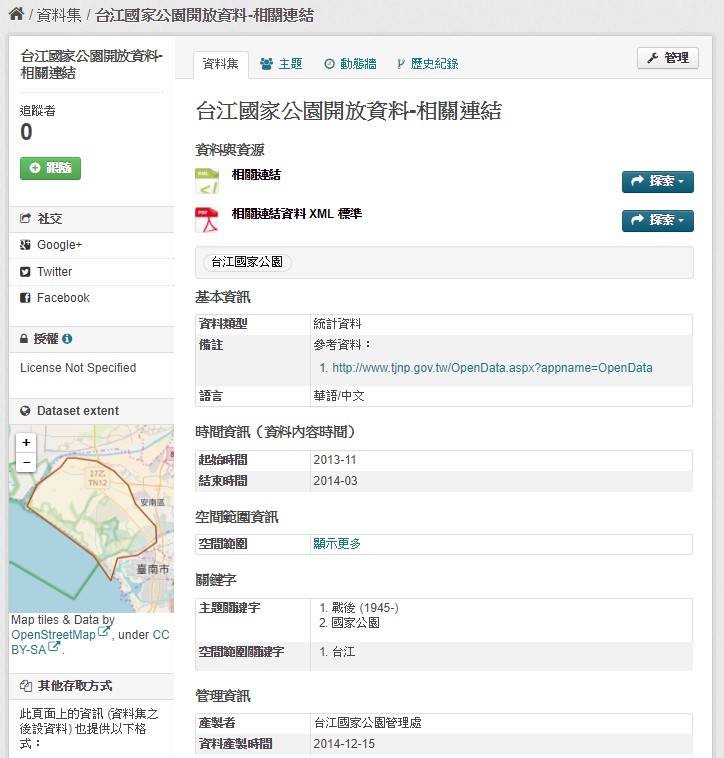 / 資料集 / 台江國家公園開放資料-相關連結
台江國家公園開放資料-
相關連結
追蹤者
0
跟隨
社交
Google+
Twitter
Facebook
授權
License Not Specified
Dataset extent
+
−
17乙
TN12
安南區
臺南市
Map tiles & Data by
OpenStreetMap, under CC
BY-SA.
其他存取方式
此頁面上的資訊 (資料集之
後設資料) 也提供以下格
式：
資料集 主題 動態牆 歷史紀錄
管理
台江國家公園開放資料-相關連結
資料與資源
XML
相關連結
探索
PDF
相關連結資料 XML 標準
探索
台江國家公園
基本資訊
資料類型 統計資料
備註 參考資料：
1. http://www.tjnp.gov.tw/OpenData.aspx?appname=OpenData
語言 華語/中文
時間資訊（資料內容時間）
起始時間 2013-11
結束時間 2014-03
空間範圍資訊
空間範圍 顯示更多
關鍵字
主題關鍵字 1. 戰後 (1945-)
2. 國家公園
空間範圍關鍵字 1. 台江
管理資訊
產製者 台江國家公園管理處
資料產製時間 2014-12-15